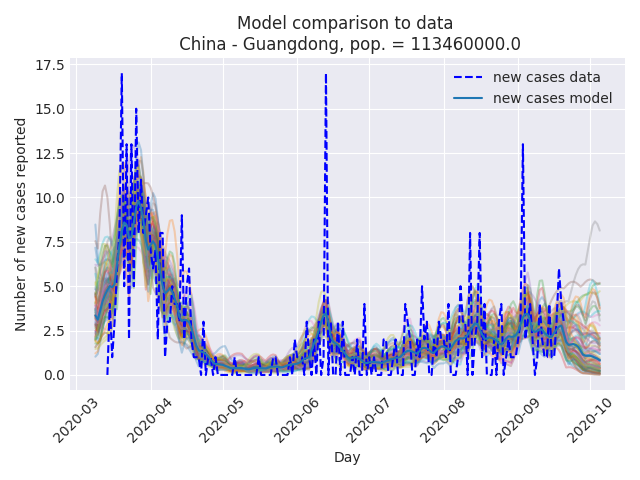 Model comparison to data
China - Guangdong, pop. = 113460000.0
new cases data
new cases model
Number of new cases reported
17.5
15.0
12.5
10.0
7.5
5.0
2.5
0.0
2020-03
2020-04
2020-05
2020-06
2020-07
2020-08
2020-09
2020-10
Day